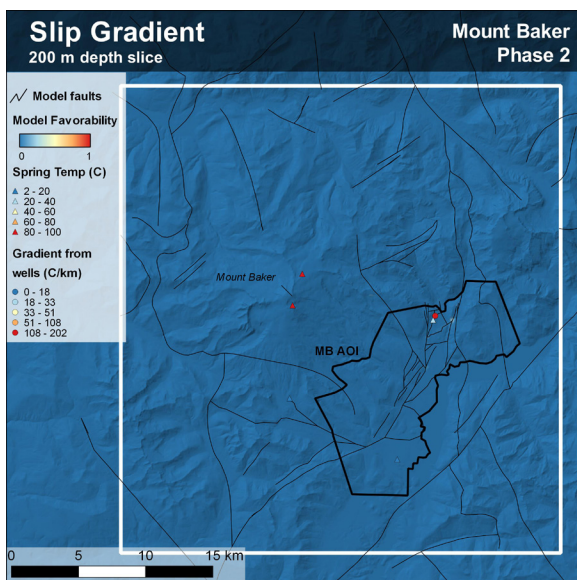 Slip Gradient
200 m depth slice
Mount Baker
Phase 2
Model faults
Model Favorability
0 1
Spring Temp (C)
2 - 20
20 - 40
40 - 60
60 - 80
80 - 100
Gradient from
wells (C/km)
0 - 18
18 - 33
33 - 51
51 - 108
108 - 202
Mount Baker
MB AOI
0 5 10 15 km